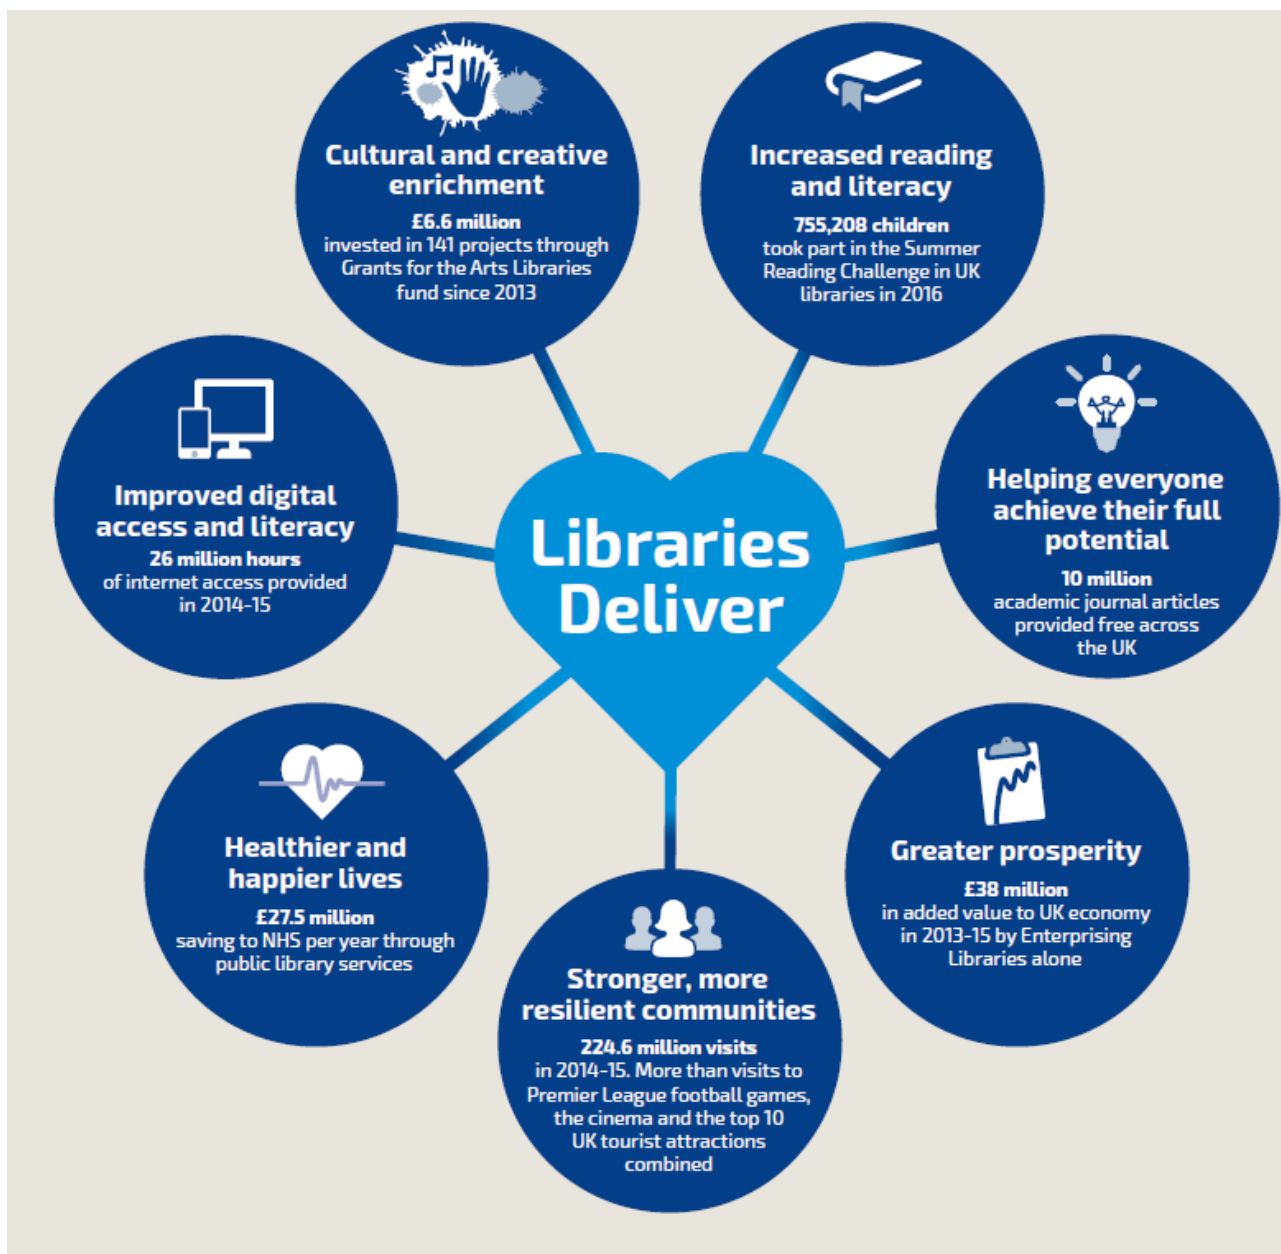 Cultural and creative
enrichment
£6.6 million
invested in 141 projects through
Grants for the Arts Libraries
fund since 2013
Increased reading
and literacy
755,208 children
took part in the Summer
Reading Challenge in UK
libraries in 2016
Improved digital
access and literacy
26 million hours
of internet access provided
in 2014-15
Libraries
Deliver
Helping everyone
achieve their full
potential
10 million
academic journal articles
provided free across
the UK
Healthier and
happier lives
£27.5 million
saving to NHS per year through
public library services
Stronger, more
resilient communities
224.6 million visits
in 2014-15. More than visits to
Premier League football games,
the cinema and the top 10
UK tourist attractions
combined
Greater prosperity
£38 million
in added value to UK economy
in 2013-15 by Enterprising
Libraries alone